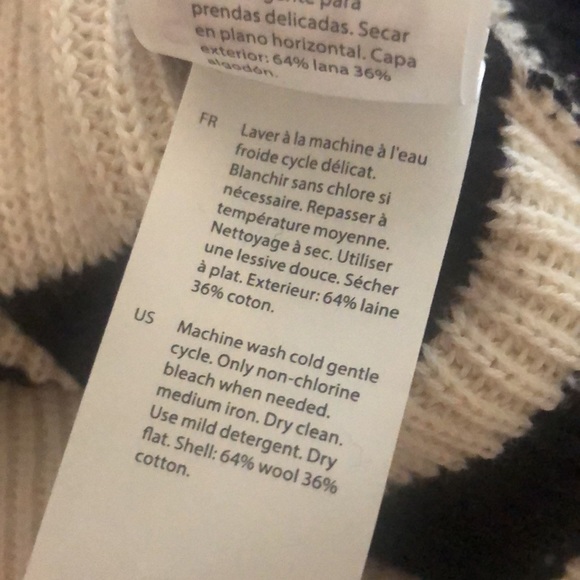 para
prendas delicadas. Secar
en plano horizontal. Capa
exterior: 64% lana 36%
algodón.
FR
Laver à la machine à l'eau
froide cycle délicat.
Blanchir sans chlore si
nécessaire. Repasser à
température moyenne.
Nettoyage à sec. Utiliser
une lessive douce. Sécher
à plat. Exterieur: 64% laine
36% coton.
US
Machine wash cold gentle
cycle. Only non-chlorine
bleach when needed.
medium iron. Dry clean.
Use mild detergent. Dry
flat. Shell: 64% wool 36%
cotton.